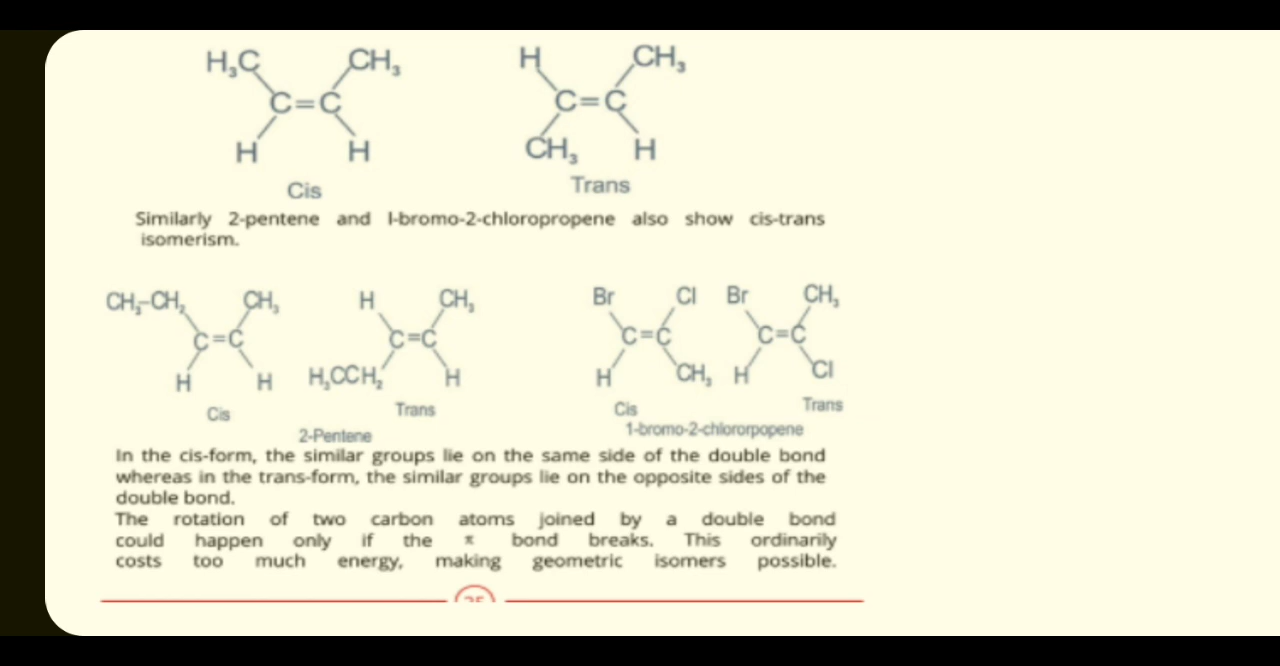 H₃C CH₃ H CH₃
C=C C=C
H H CH₃ H
Cis Trans
Similarly 2-pentene and I-bromo-2-chloropropene also show cis-trans
isomerism.
CH₃-CH₂ CH₃ H CH₃ Br Cl Br CH₃
C=C C=C C=C C=C
H H H₃CCH₂ H H CH₃ H Cl
Cis Trans Cis Trans
2-Pentene 1-bromo-2-chlororpopene
In the cis-form, the similar groups lie on the same side of the double bond
whereas in the trans-form, the similar groups lie on the opposite sides of the
double bond.
The rotation of two carbon atoms joined by a double bond
could happen only if the π bond breaks. This ordinarily
costs too much energy, making geometric isomers possible.